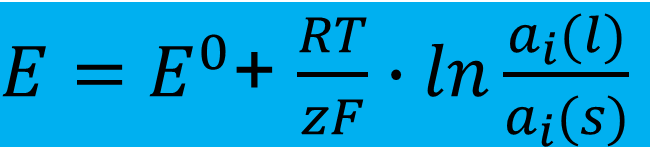 E = E⁰ + RT/zF · ln aᵢ(l)/aᵢ(s)